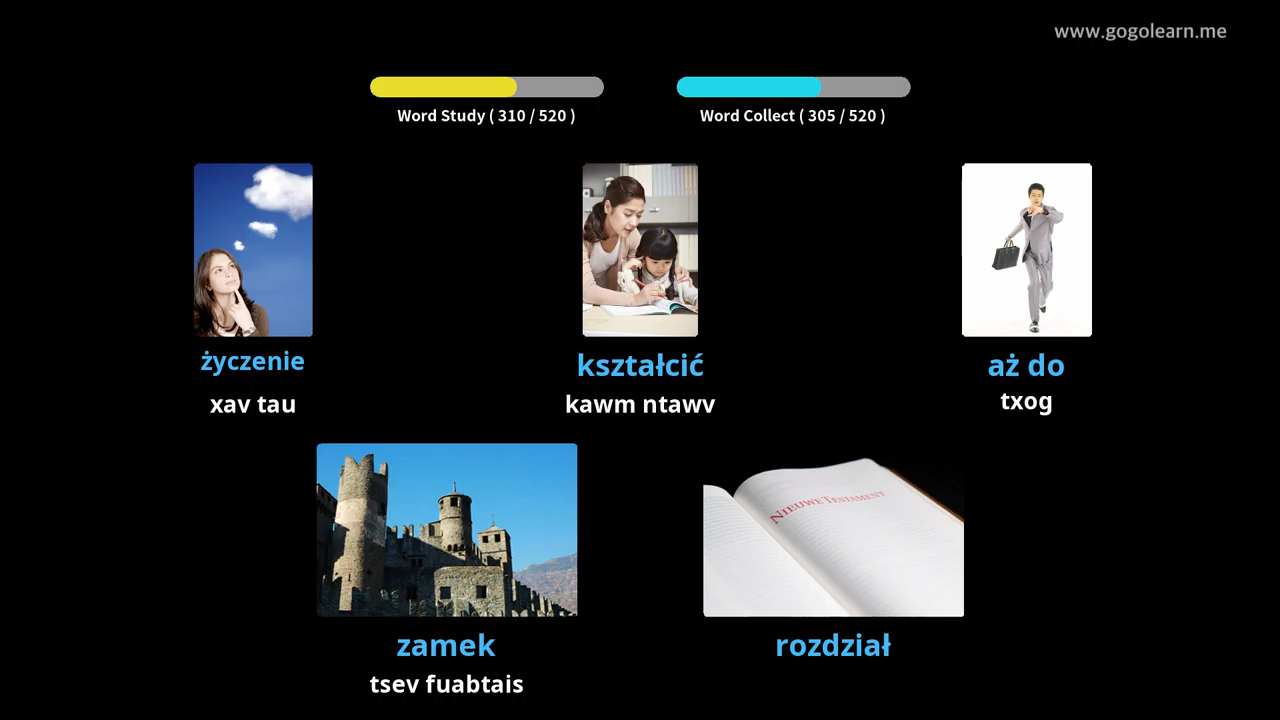 www.gogolearn.me
Word Study ( 310 / 520 )
Word Collect ( 305 / 520 )
życzenie
xav tau
kształcić
kawm ntawv
aż do
txog
NIEUWE TESTAMENT
zamek
tsev fuabtais
rozdział